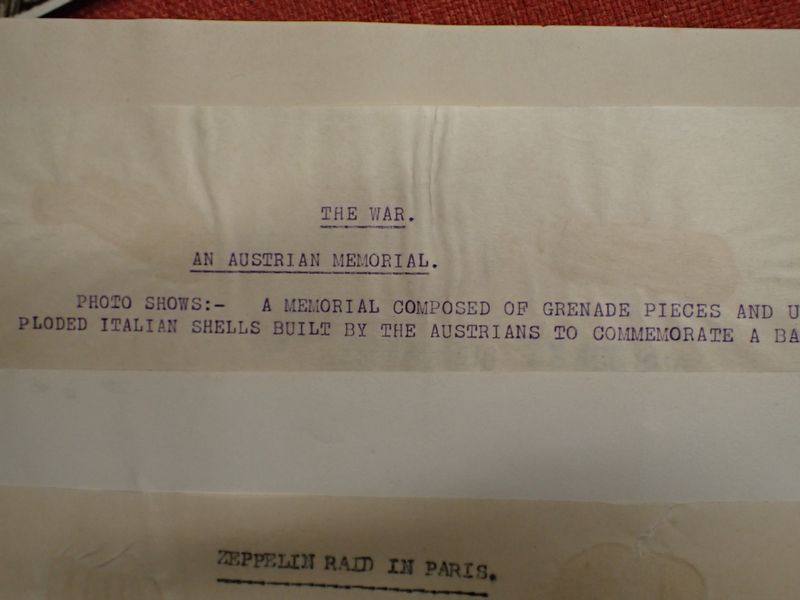 THE WAR.
AN AUSTRIAN MEMORIAL.
PHOTO SHOWS:- A MEMORIAL COMPOSED OF GRENADE PIECES AND U
PLODED ITALIAN SHELLS BUILT BY THE AUSTRIANS TO COMMEMORATE A BA
ZEPPELIN RAID IN PARIS.